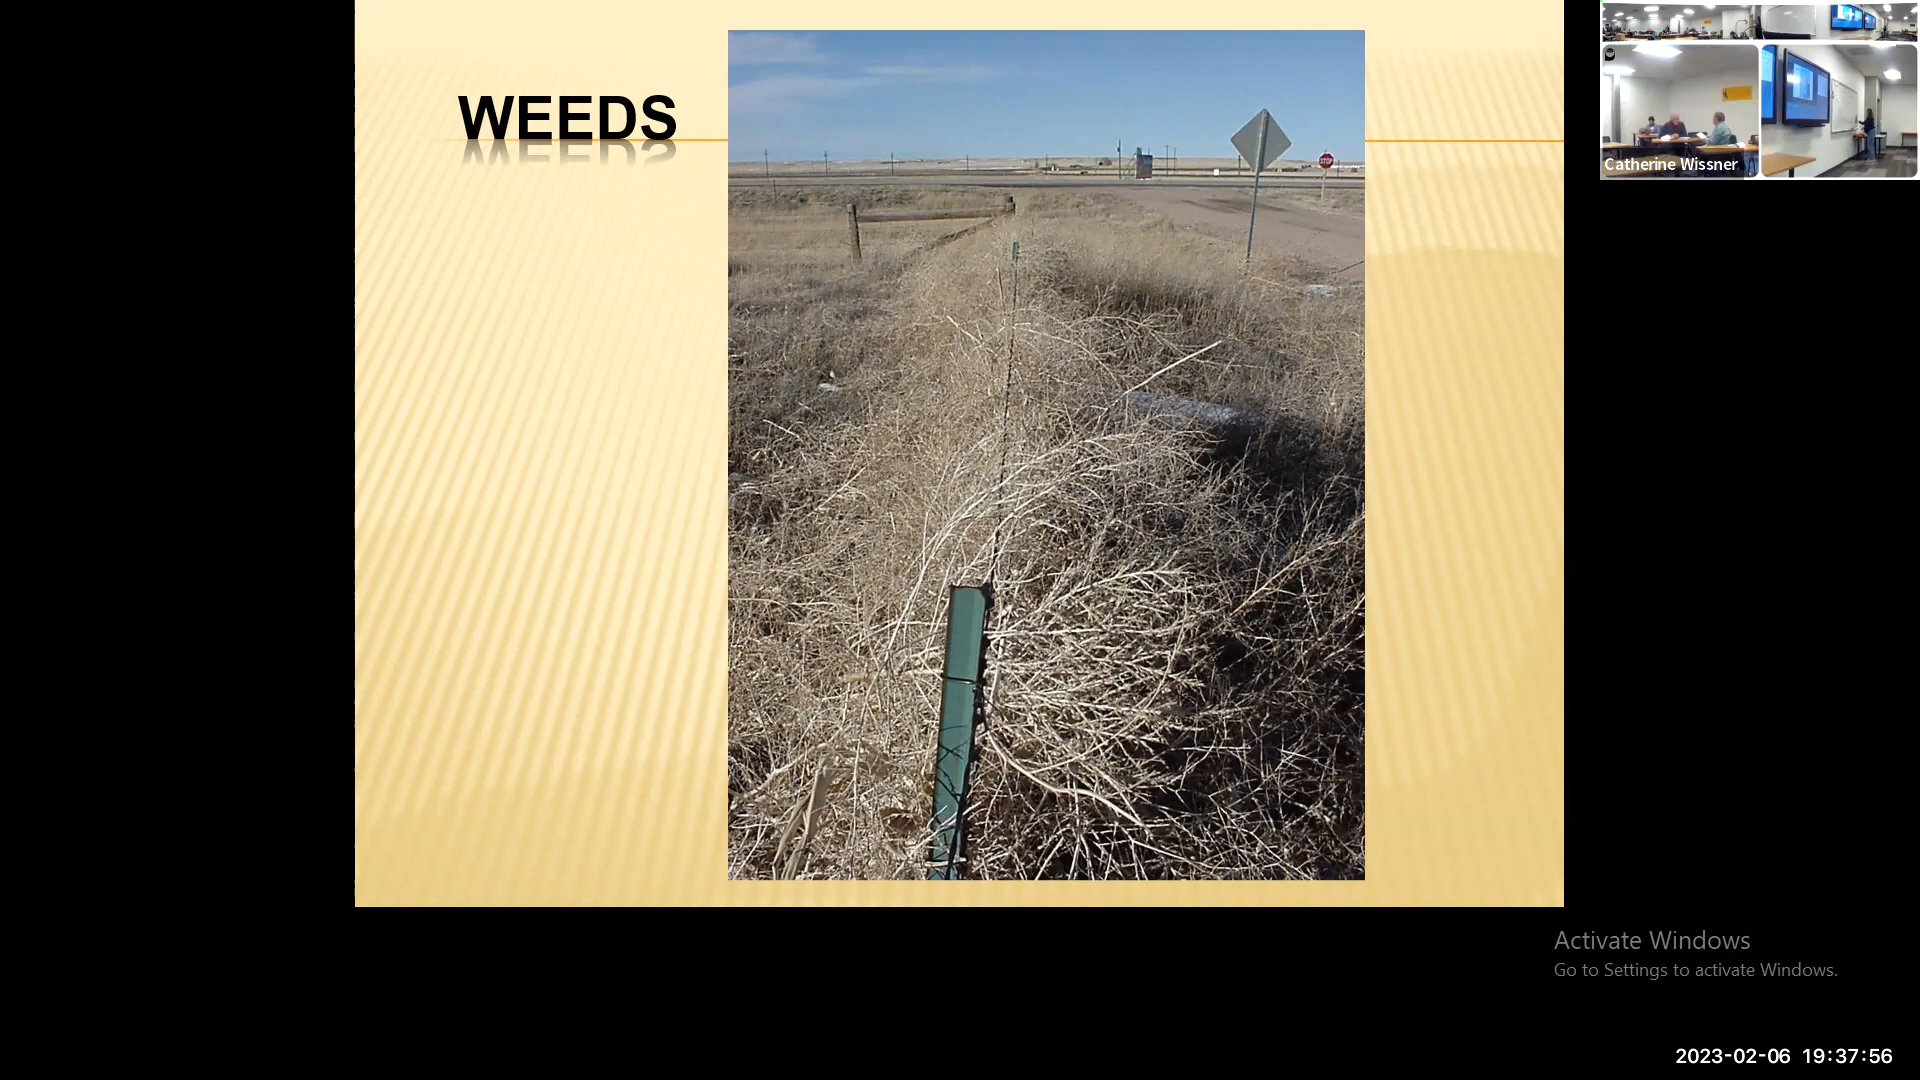 WEEDS
Catherine Wissner
Activate Windows
Go to Settings to activate Windows.
2023-02-06 19:37:56